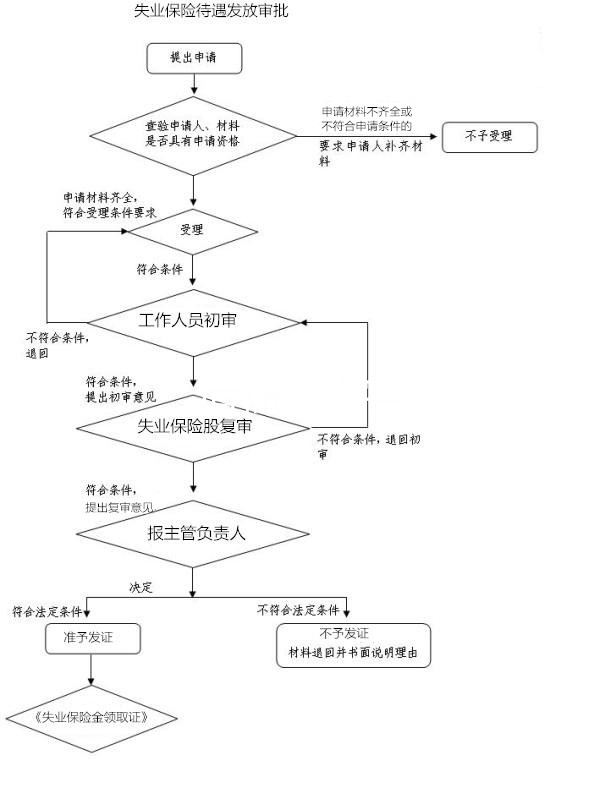 失业保险待遇发放审批
提出申请
查验申请人、材料
是否具有申请资格
申请材料不齐全或
不符合申请条件的
要求申请人补齐材
料
不予受理
申请材料齐全，
符合受理条件要求
受理
符合条件
工作人员初审
不符合条件，
退回
符合条件，
提出初审意见
失业保险股复审
不符合条件，退回初
审
符合条件，
提出复审意见
报主管负责人
决定
符合法定条件
不符合法定条件
准予发证
不予发证
材料退回并书面说明理由
《失业保险金领取证》